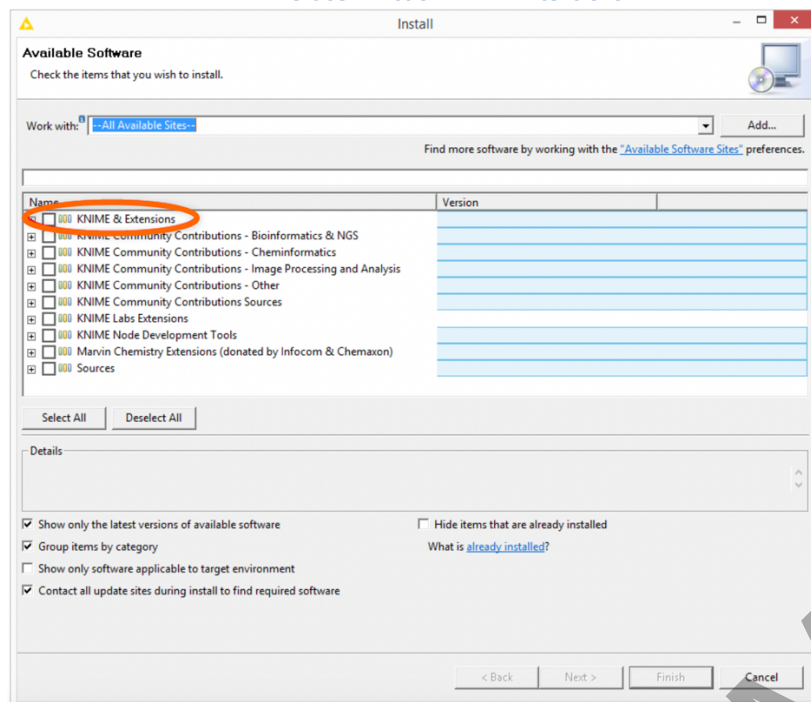 Install
Available Software
Check the items that you wish to install.
Work with: --All Available Sites--
Add...
Find more software by working with the "Available Software Sites" preferences.
Name Version
KNIME & Extensions
KNIME Community Contributions - Bioinformatics & NGS
KNIME Community Contributions - Cheminformatics
KNIME Community Contributions - Image Processing and Analysis
KNIME Community Contributions - Other
KNIME Community Contributions Sources
KNIME Labs Extensions
KNIME Node Development Tools
Marvin Chemistry Extensions (donated by Infocom & Chemaxon)
Sources
Select All Deselect All
Details
Show only the latest versions of available software
Hide items that are already installed
Group items by category
What is already installed?
Show only software applicable to target environment
Contact all update sites during install to find required software
< Back Next > Finish Cancel